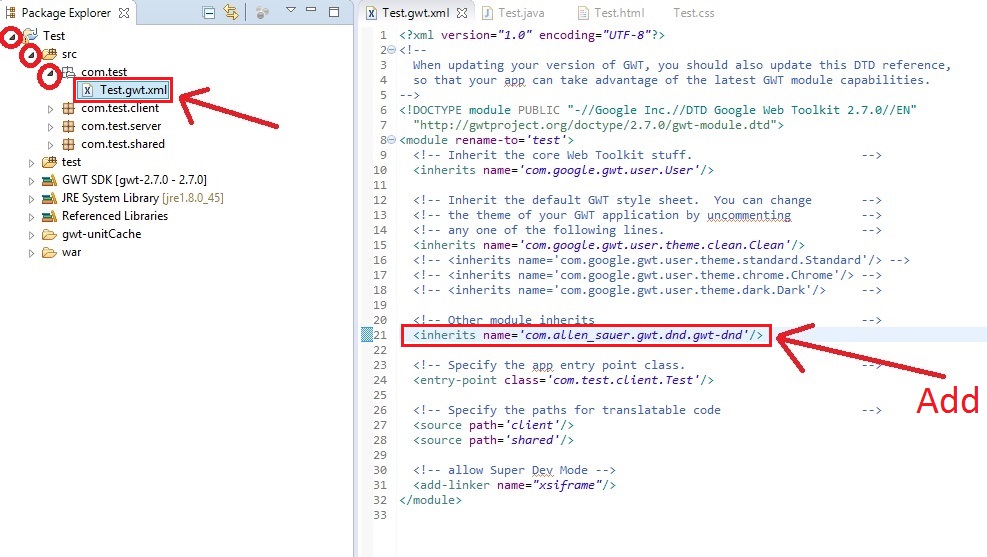 Package Explorer
Test
src
com.test
Test.gwt.xml
com.test.client
com.test.server
com.test.shared
test
GWT SDK [gwt-2.7.0 - 2.7.0]
JRE System Library [jre1.8.0_45]
Referenced Libraries
gwt-unitCache
war
Test.gwt.xml Test.java Test.html Test.css
1 <?xml version="1.0" encoding="UTF-8"?>
2 <!--
3 When updating your version of GWT, you should also update this DTD reference,
4 so that your app can take advantage of the latest GWT module capabilities.
5 -->
6 <!DOCTYPE module PUBLIC "-//Google Inc.//DTD Google Web Toolkit 2.7.0//EN"
7 "http://gwtproject.org/doctype/2.7.0/gwt-module.dtd">
8 <module rename-to='test'>
9 <!-- Inherit the core Web Toolkit stuff. -->
10 <inherits name='com.google.gwt.user.User'/>
11
12 <!-- Inherit the default GWT style sheet. You can change -->
13 <!-- the theme of your GWT application by uncommenting -->
14 <!-- any one of the following lines. -->
15 <inherits name='com.google.gwt.user.theme.clean.Clean'/>
16 <!-- <inherits name='com.google.gwt.user.theme.standard.Standard'/> -->
17 <!-- <inherits name='com.google.gwt.user.theme.chrome.Chrome'/> -->
18 <!-- <inherits name='com.google.gwt.user.theme.dark.Dark'/> -->
19
20 <!-- Other module inherits -->
21 <inherits name='com.allen_sauer.gwt.dnd.gwt-dnd'/>
22
23 <!-- Specify the app entry point class. -->
24 <entry-point class='com.test.client.Test'/>
25
26 <!-- Specify the paths for translatable code -->
27 <source path='client'/>
28 <source path='shared'/>
29
30 <!-- allow Super Dev Mode -->
31 <add-linker name="xsiframe"/>
32 </module>
33
Add